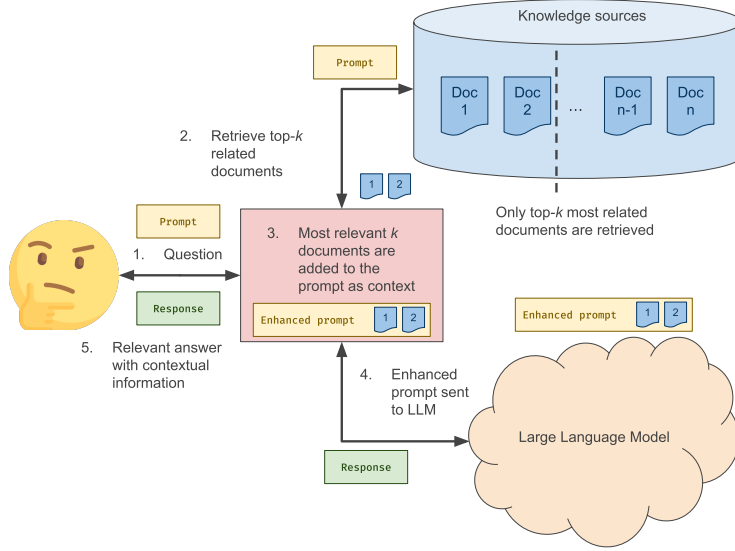 Knowledge sources
Prompt
Doc
1
Doc
2
...
Doc
n-1
Doc
n
2. Retrieve top-k
related
documents
1 2
Only top-k most related
documents are retrieved
Prompt
1. Question
Response
5. Relevant answer
with contextual
information
3. Most relevant k
documents are
added to the
prompt as context
Enhanced prompt 1 2
Enhanced prompt 1 2
4. Enhanced
prompt sent
to LLM
Large Language Model
Response